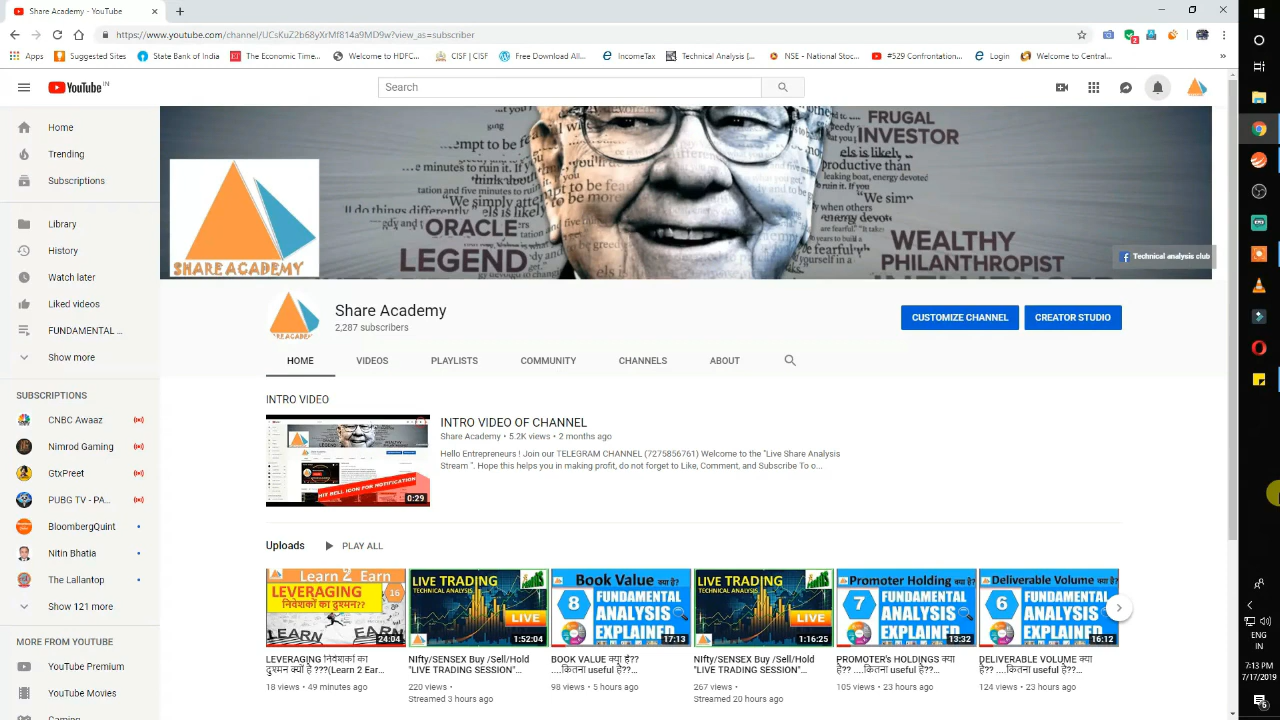 Share Academy - YouTube
https://www.youtube.com/channel/UCsKuZ2b68yXrMf814a9MD9w?view_as=subscriber
Apps
Suggested Sites
State Bank of India
The Economic Time...
Welcome to HDFC...
CISF | CISF
Free Download All...
IncomeTax
Technical Analysis [...
NSE - National Stoc...
#529 Confrontation...
Login
Welcome to Central...
YouTube IN
Search
Home
Trending
Subscriptions
Library
History
Watch later
Liked videos
FUNDAMENTAL ...
Show more
SUBSCRIPTIONS
CNBC Awaaz
Nimrod Gaming
GtxPreet
PUBG TV - PA...
BloombergQuint
Nitin Bhatia
The Lallantop
Show 121 more
MORE FROM YOUTUBE
YouTube Premium
YouTube Movies
SHARE ACADEMY
ORACLE
LEGEND
FRUGAL
INVESTOR
WEALTHY
PHILANTHROPIST
Technical analysis club
Share Academy
2,287 subscribers
CUSTOMIZE CHANNEL
CREATOR STUDIO
HOME
VIDEOS
PLAYLISTS
COMMUNITY
CHANNELS
ABOUT
INTRO VIDEO
HIT BELL ICON FOR NOTIFICATION
0:29
INTRO VIDEO OF CHANNEL
Share Academy • 5.2K views • 2 months ago
Hello Entrepreneurs ! Join our TELEGRAM CHANNEL (7275856761) Welcome to the "Live Share Analysis
Stream ". Hope this helps you in making profit, do not forget to Like, Comment, and Subscribe To o...
Uploads
PLAY ALL
Learn 2 Earn
LEVERAGING
निवेशकों का दुश्मन??
16
LEARN EARN
24:04
LEVERAGING निवेशकों का
दुश्मन क्यों है ???(Learn 2 Ear...
18 views • 49 minutes ago
LIVE TRADING
TECHNICAL ANALYSIS
LIVE
1:52:04
NIfty/SENSEX Buy /Sell/Hold
"LIVE TRADING SESSION"...
220 views •
Streamed 3 hours ago
Book Value क्या है?
8
FUNDAMENTAL
ANALYSIS
EXPLAINED
17:13
BOOK VALUE क्या है??
....कितना useful है??...
98 views • 5 hours ago
LIVE TRADING
TECHNICAL ANALYSIS
LIVE
1:16:25
NIfty/SENSEX Buy /Sell/Hold
"LIVE TRADING SESSION"...
267 views •
Streamed 20 hours ago
Promoter Holding क्या है?
7
FUNDAMENTAL
ANALYSIS
EXPLAINED
13:32
PROMOTER's HOLDINGS क्या
है?? ....कितना useful है??...
105 views • 23 hours ago
Deliverable Volume क्या है?
6
FUNDAMENTAL
ANALYSIS
EXPLAINED
16:12
DELIVERABLE VOLUME क्या
है?? ....कितना useful है??...
124 views • 23 hours ago
ENG
IN
7:13 PM
7/17/2019